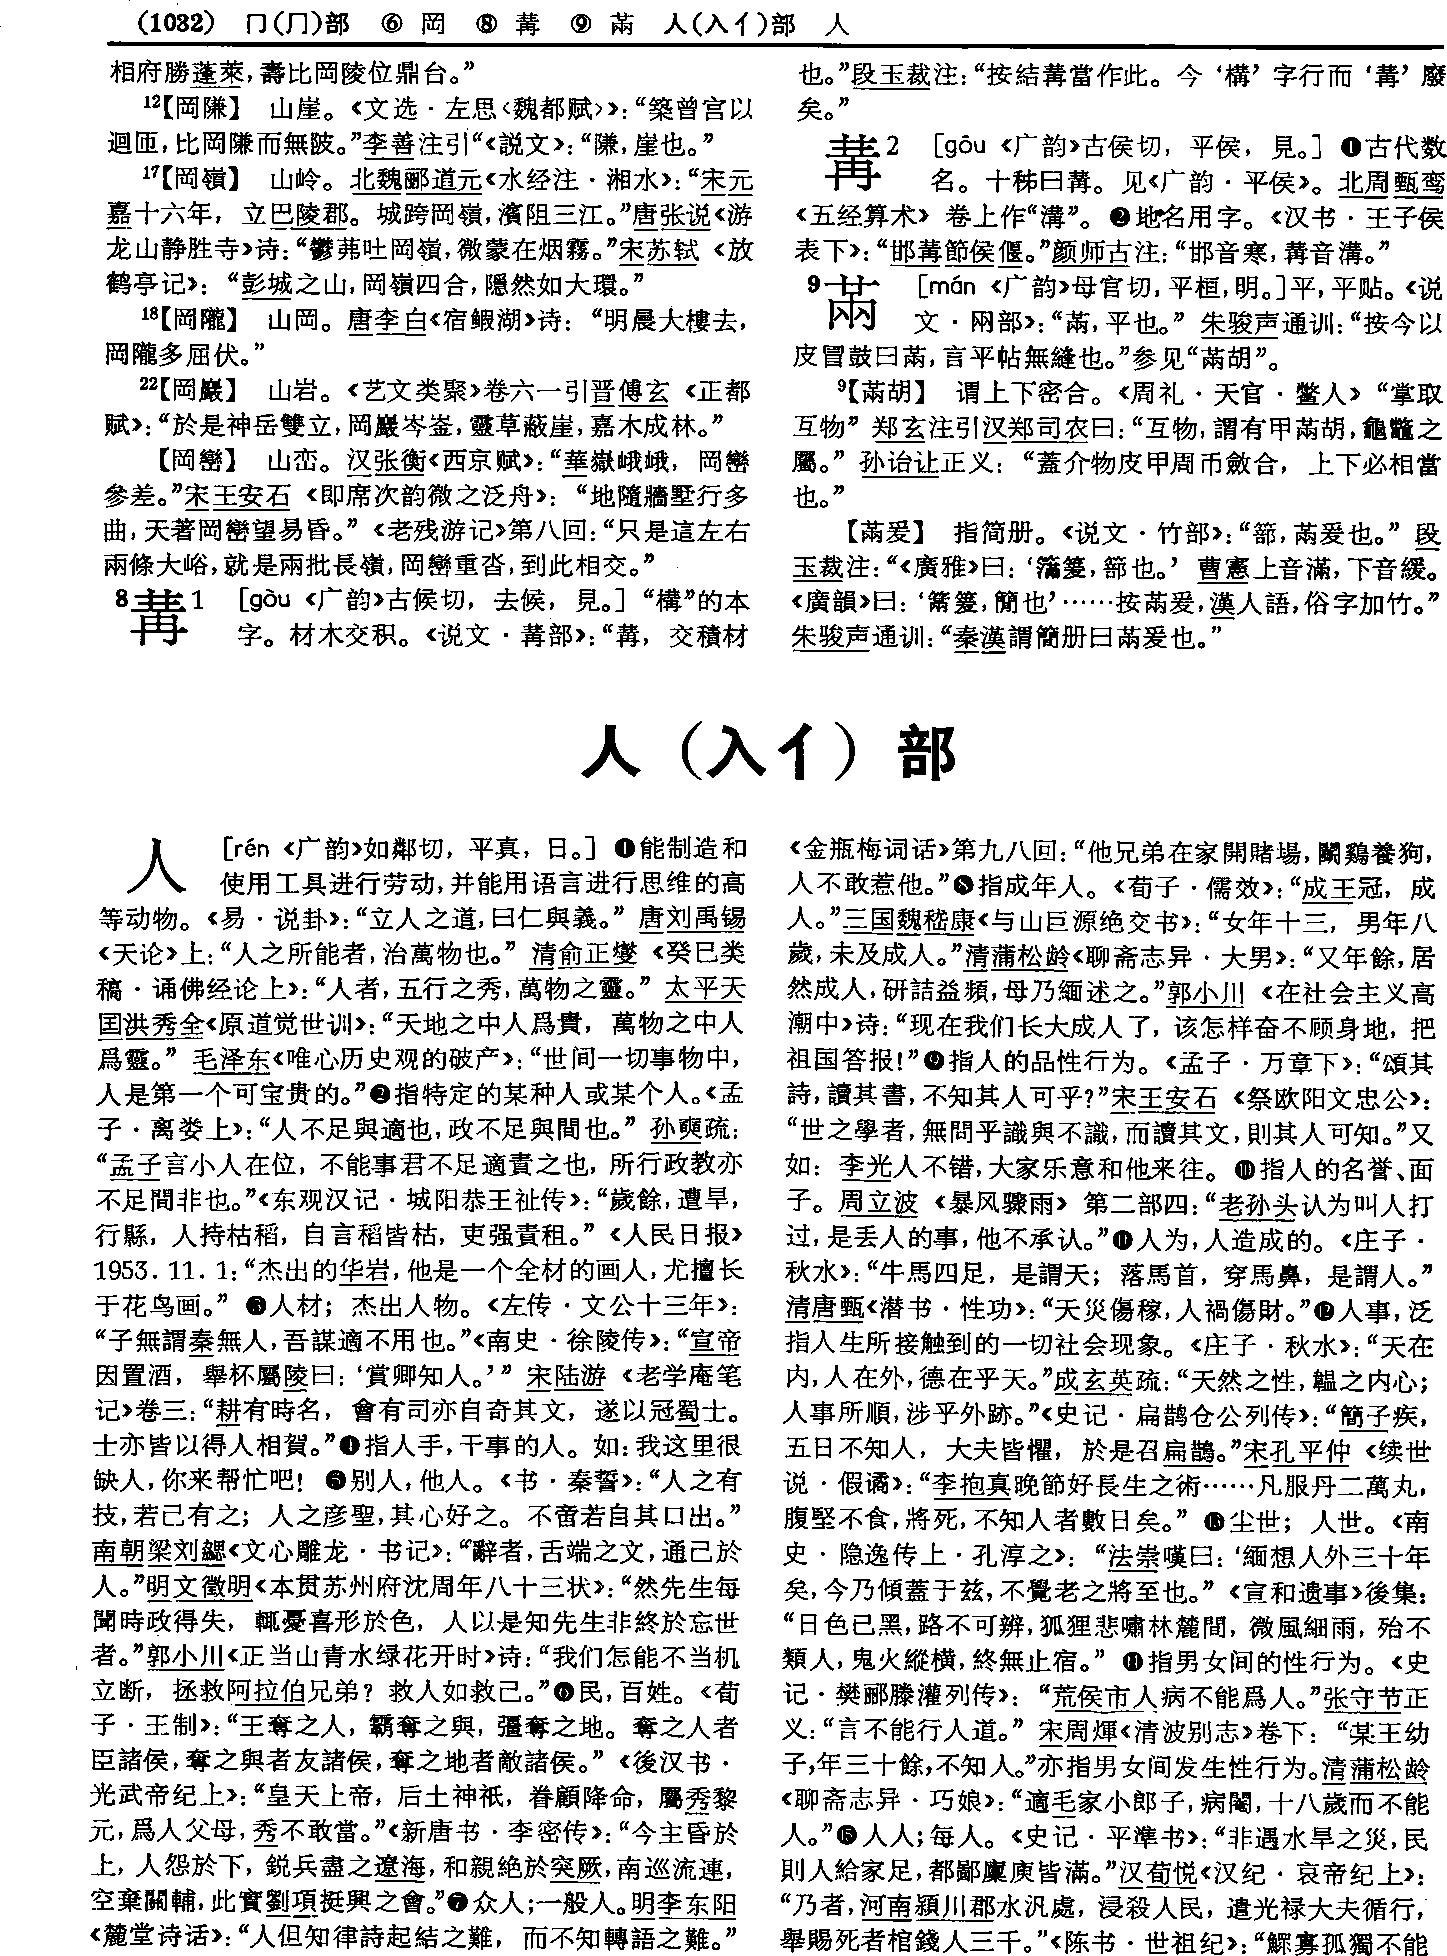 (1032) 冂(⺆)部 ⑥ 岡 ⑧ 冓 ⑨ 㒼 人(入亻)部 人
相府勝蓬萊,壽比岡陵位鼎台。”
¹²【岡隒】 山崖。《文选·左思〈魏都赋〉》:“築曾宫以
迴匝,比岡隒而無陂。”李善注引“《説文》:“隒,崖也。”
¹⁷【岡嶺】 山岭。北魏郦道元《水经注·湘水》:“宋元
嘉十六年,立巴陵郡。城跨岡嶺,濱阻三江。”唐张说《游
龙山静胜寺》诗:“鬱茀吐岡嶺,微蒙在烟霧。”宋苏轼《放
鹤亭记》:“彭城之山,岡嶺四合,隱然如大環。”
¹⁸【岡隴】 山冈。唐李白《宿鰕湖》诗:“明晨大樓去,
岡隴多屈伏。”
²²【岡巖】 山岩。《艺文类聚》卷六一引晋傅玄《正都
赋》:“於是神岳雙立,岡巖岑崟,靈草蔽崖,嘉木成林。”
【岡巒】 山峦。汉张衡《西京赋》:“華嶽峨峨,岡巒
參差。”宋王安石《即席次韵微之泛舟》:“地隨牆墅行多
曲,天著岡巒望易昏。”《老残游记》第八回:“只是這左右
兩條大峪,就是兩批長嶺,岡巒重沓,到此相交。”
8冓1 [gòu《广韵》古候切,去候,見。]“構”的本
字。材木交积。《说文·冓部》:“冓,交積材
也。”段玉裁注:“按結冓當作此。今‘構’字行而‘冓’廢
矣。”
冓2 [gōu《广韵》古侯切,平侯,見。]❶古代数
名。十秭曰冓。见《广韵·平侯》。北周甄鸾
《五经算术》卷上作“溝”。❷地名用字。《汉书·王子侯
表下》:“邯冓節侯偃。”颜师古注:“邯音寒,冓音溝。”
9㒼 [mán《广韵》母官切,平桓,明。]平,平贴。《说
文·㒳部》:“㒼,平也。”朱骏声通训:“按今以
皮冒鼓曰㒼,言平帖無縫也。”参见“㒼胡”。
⁹【㒼胡】 谓上下密合。《周礼·天官·鳖人》“掌取
互物”郑玄注引汉郑司农曰:“互物,謂有甲㒼胡,龜鼈之
屬。”孙诒让正义:“蓋介物皮甲周帀斂合,上下必相當
也。”
【㒼爰】 指简册。《说文·竹部》:“篰,㒼爰也。”段
玉裁注:“《廣雅》曰:‘䉽篗,篰也。’曹憲上音滿,下音緩。
《廣韻》曰:‘篰篗,簡也’……按㒼爰,漢人語,俗字加竹。”
朱骏声通训:“秦漢謂簡册曰㒼爰也。”
人(入亻)部
人 [rén《广韵》如鄰切,平真,日。]❶能制造和
使用工具进行劳动,并能用语言进行思维的高
等动物。《易·说卦》:“立人之道,曰仁與義。”唐刘禹锡
《天论》上:“人之所能者,治萬物也。”清俞正燮《癸巳类
稿·诵佛经论上》:“人者,五行之秀,萬物之靈。”太平天
囯洪秀全《原道觉世训》:“天地之中人爲貴,萬物之中人
爲靈。”毛泽东《唯心历史观的破产》:“世间一切事物中,
人是第一个可宝贵的。”❷指特定的某种人或某个人。《孟
子·离娄上》:“人不足與適也,政不足與間也。”孙奭疏:
“孟子言小人在位,不能事君不足適責之也,所行政教亦
不足間非也。”《东观汉记·城阳恭王祉传》:“歲餘,遭旱,
行縣,人持枯稻,自言稻皆枯,吏强責租。”《人民日报》
1953.11.1:“杰出的华岩,他是一个全材的画人,尤擅长
于花鸟画。”❸人材;杰出人物。《左传·文公十三年》:
“子無謂秦無人,吾謀適不用也。”《南史·徐陵传》:“宣帝
因置酒,舉杯屬陵曰:‘賞卿知人。’”宋陆游《老学庵笔
记》卷三:“耕有時名,會有司亦自奇其文,遂以冠蜀士。
士亦皆以得人相賀。”❹指人手,干事的人。如:我这里很
缺人,你来帮忙吧!❺别人,他人。《书·秦誓》:“人之有
技,若己有之;人之彦聖,其心好之。不啻若自其口出。”
南朝梁刘勰《文心雕龙·书记》:“辭者,舌端之文,通己於
人。”明文徵明《本贯苏州府沈周年八十三状》:“然先生每
聞時政得失,輒憂喜形於色,人以是知先生非終於忘世
者。”郭小川《正当山青水绿花开时》诗:“我们怎能不当机
立断,拯救阿拉伯兄弟?救人如救己。”❻民,百姓。《荀
子·王制》:“王奪之人,霸奪之與,彊奪之地。奪之人者
臣諸侯,奪之與者友諸侯,奪之地者敵諸侯。”《後汉书·
光武帝纪上》:“皇天上帝,后土神祇,眷顧降命,屬秀黎
元,爲人父母,秀不敢當。”《新唐书·李密传》:“今主昏於
上,人怨於下,鋭兵盡之遼海,和親絶於突厥,南巡流連,
空棄關輔,此實劉項挺興之會。”❼众人;一般人。明李东阳
《麓堂诗话》:“人但知律詩起結之難,而不知轉語之難。”
《金瓶梅词话》第九八回:“他兄弟在家開賭場,鬭鷄養狗,
人不敢惹他。”❽指成年人。《荀子·儒效》:“成王冠,成
人。”三国魏嵇康《与山巨源绝交书》:“女年十三,男年八
歲,未及成人。”清蒲松龄《聊斋志异·大男》:“又年餘,居
然成人,研詰益頻,母乃緬述之。”郭小川《在社会主义高
潮中》诗:“现在我们长大成人了,该怎样奋不顾身地,把
祖国答报!”❾指人的品性行为。《孟子·万章下》:“頌其
詩,讀其書,不知其人可乎?”宋王安石《祭欧阳文忠公》:
“世之學者,無問乎識與不識,而讀其文,則其人可知。”又
如:李光人不错,大家乐意和他来往。❿指人的名誉、面
子。周立波《暴风骤雨》第二部四:“老孙头认为叫人打
过,是丢人的事,他不承认。”⓫人为,人造成的。《庄子·
秋水》:“牛馬四足,是謂天;落馬首,穿馬鼻,是謂人。”
清唐甄《潜书·性功》:“天災傷稼,人禍傷財。”⓬人事,泛
指人生所接触到的一切社会现象。《庄子·秋水》:“天在
内,人在外,德在乎天。”成玄英疏:“天然之性,韞之内心;
人事所順,涉乎外跡。”《史记·扁鹊仓公列传》:“簡子疾,
五日不知人,大夫皆懼,於是召扁鵲。”宋孔平仲《续世
说·假谲》:“李抱真晚節好長生之術……凡服丹二萬丸,
腹堅不食,將死,不知人者數日矣。”⓭尘世;人世。《南
史·隐逸传上·孔淳之》:“法崇嘆曰:‘緬想人外三十年
矣,今乃傾蓋于兹,不覺老之將至也。”《宣和遗事》後集:
“日色已黑,路不可辨,狐狸悲嘯林麓間,微風細雨,殆不
類人,鬼火縱横,終無止宿。”⓮指男女间的性行为。《史
记·樊郦滕灌列传》:“荒侯市人病不能爲人。”张守节正
义:“言不能行人道。”宋周煇《清波别志》卷下:“某王幼
子,年三十餘,不知人。”亦指男女间发生性行为。清蒲松龄
《聊斋志异·巧娘》:“適毛家小郎子,病閹,十八歲而不能
人。”⓯人人;每人。《史记·平準书》:“非遇水旱之災,民
則人給家足,都鄙廩庾皆滿。”汉荀悦《汉纪·哀帝纪上》:
“乃者,河南潁川郡水汎處,浸殺人民,遣光禄大夫循行,
舉賜死者棺錢人三千。”《陈书·世祖纪》:“鰥寡孤獨不能